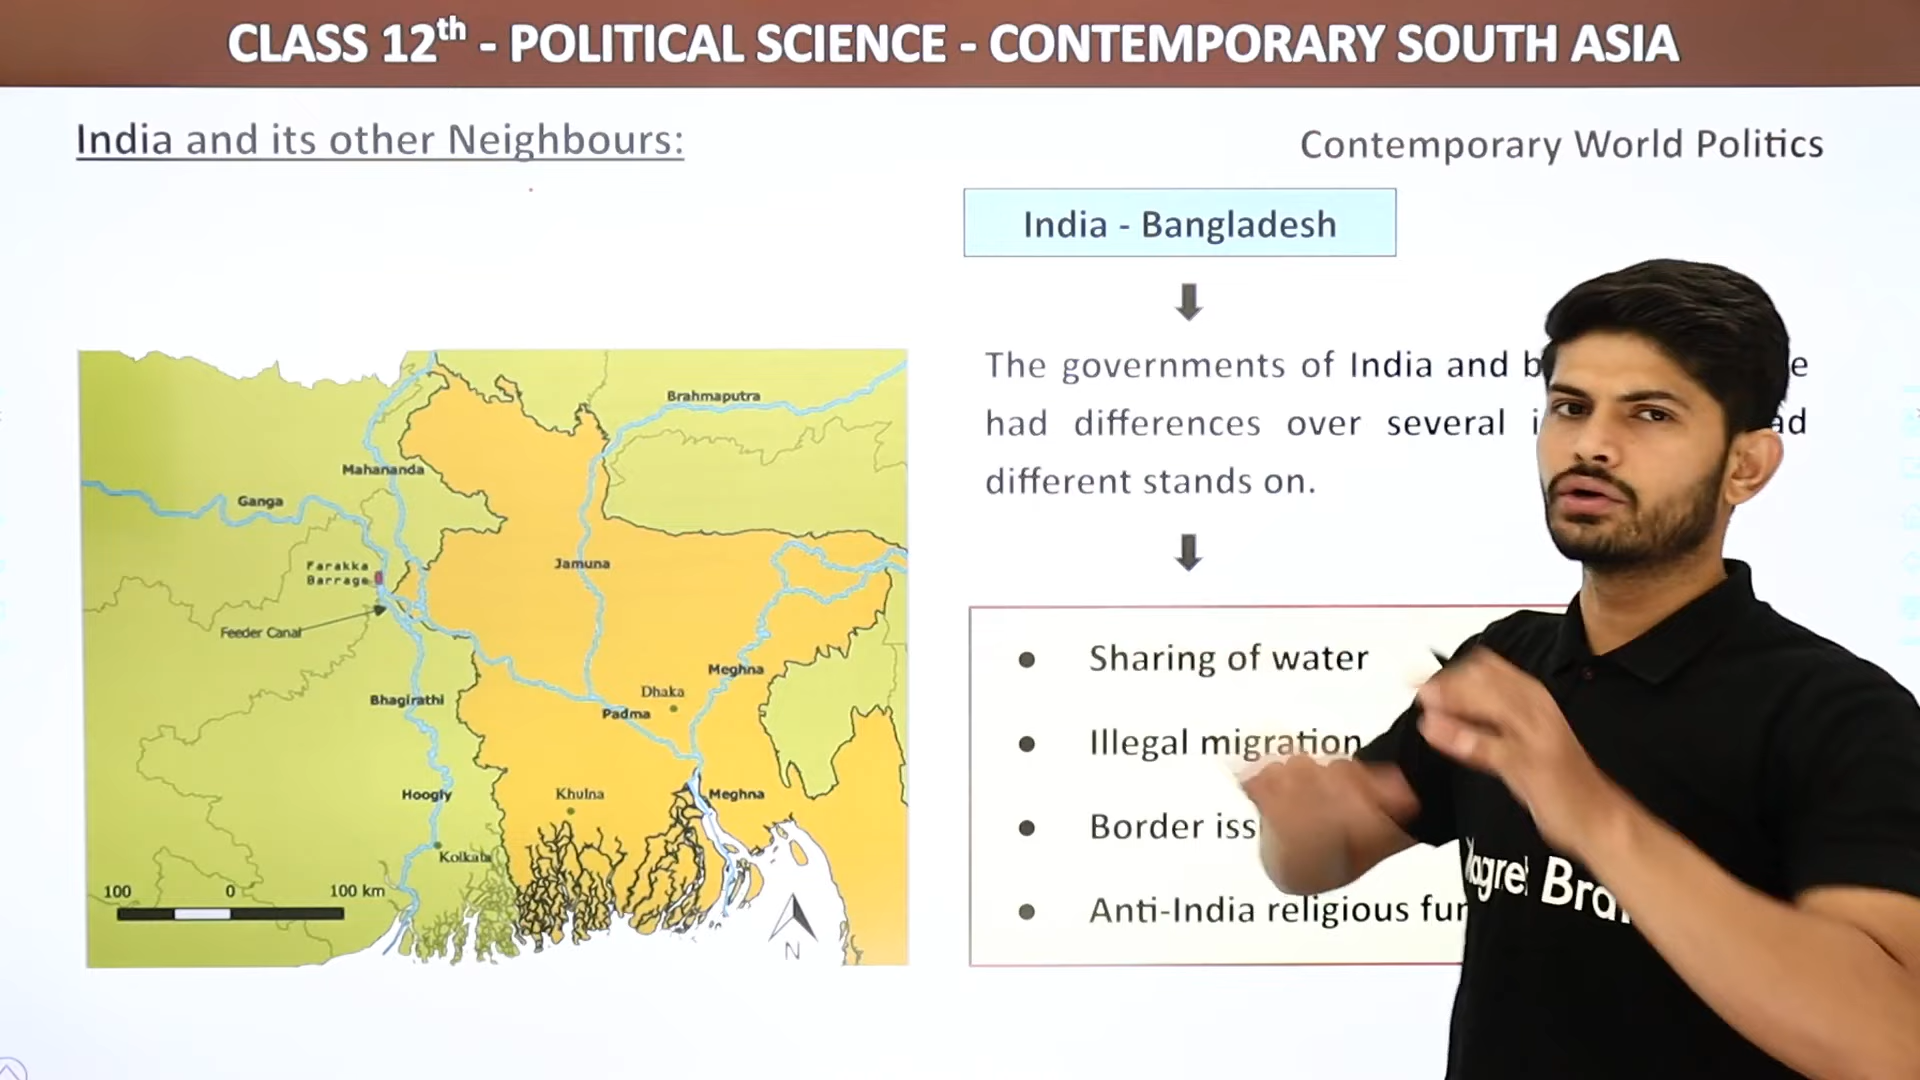 CLASS 12th - POLITICAL SCIENCE - CONTEMPORARY SOUTH ASIA
India and its other Neighbours:
Contemporary World Politics
India - Bangladesh
The governments of India and
had differences over several
different stands on.
Sharing of water
Illegal migration
Border
Anti-India religious
Brahmaputra
Mahananda
Ganga
Farakka
Barrage
Jamuna
Feeder Canal
Meghna
Dhaka
Bhagirathi
Padma
Hoogly
Khulna
Meghna
Kolkata
100 0 100 km
N